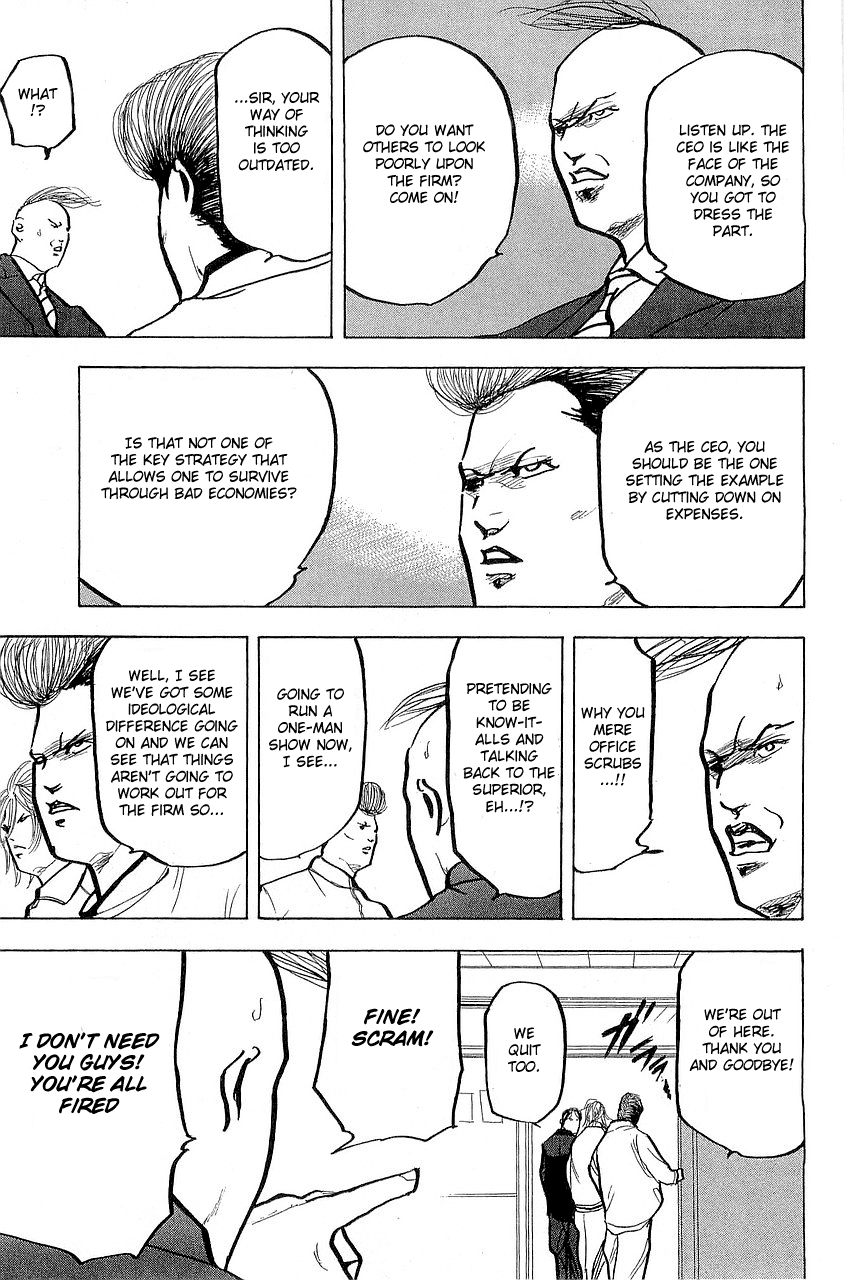 LISTEN UP. THE
CEO IS LIKE THE
FACE OF THE
COMPANY, SO
YOU GOT TO
DRESS THE
PART.
DO YOU WANT
OTHERS TO LOOK
POORLY UPON
THE FIRM?
COME ON!
...SIR, YOUR
WAY OF
THINKING
IS TOO
OUTDATED.
WHAT
!?
AS THE CEO, YOU
SHOULD BE THE ONE
SETTING THE EXAMPLE
BY CUTTING DOWN ON
EXPENSES.
IS THAT NOT ONE OF
THE KEY STRATEGY THAT
ALLOWS ONE TO SURVIVE
THROUGH BAD ECONOMIES?
WHY YOU
MERE
OFFICE
SCRUBS
...!!
PRETENDING
TO BE
KNOW-IT-
ALLS AND
TALKING
BACK TO THE
SUPERIOR,
EH...!?
GOING TO
RUN A
ONE-MAN
SHOW NOW,
I SEE...
WELL, I SEE
WE'VE GOT SOME
IDEOLOGICAL
DIFFERENCE GOING
ON AND WE CAN
SEE THAT THINGS
AREN'T GOING TO
WORK OUT FOR
THE FIRM SO...
WE'RE OUT
OF HERE.
THANK YOU
AND GOODBYE!
WE
QUIT
TOO.
FINE!
SCRAM!
I DON'T NEED
YOU GUYS!
YOU'RE ALL
FIRED